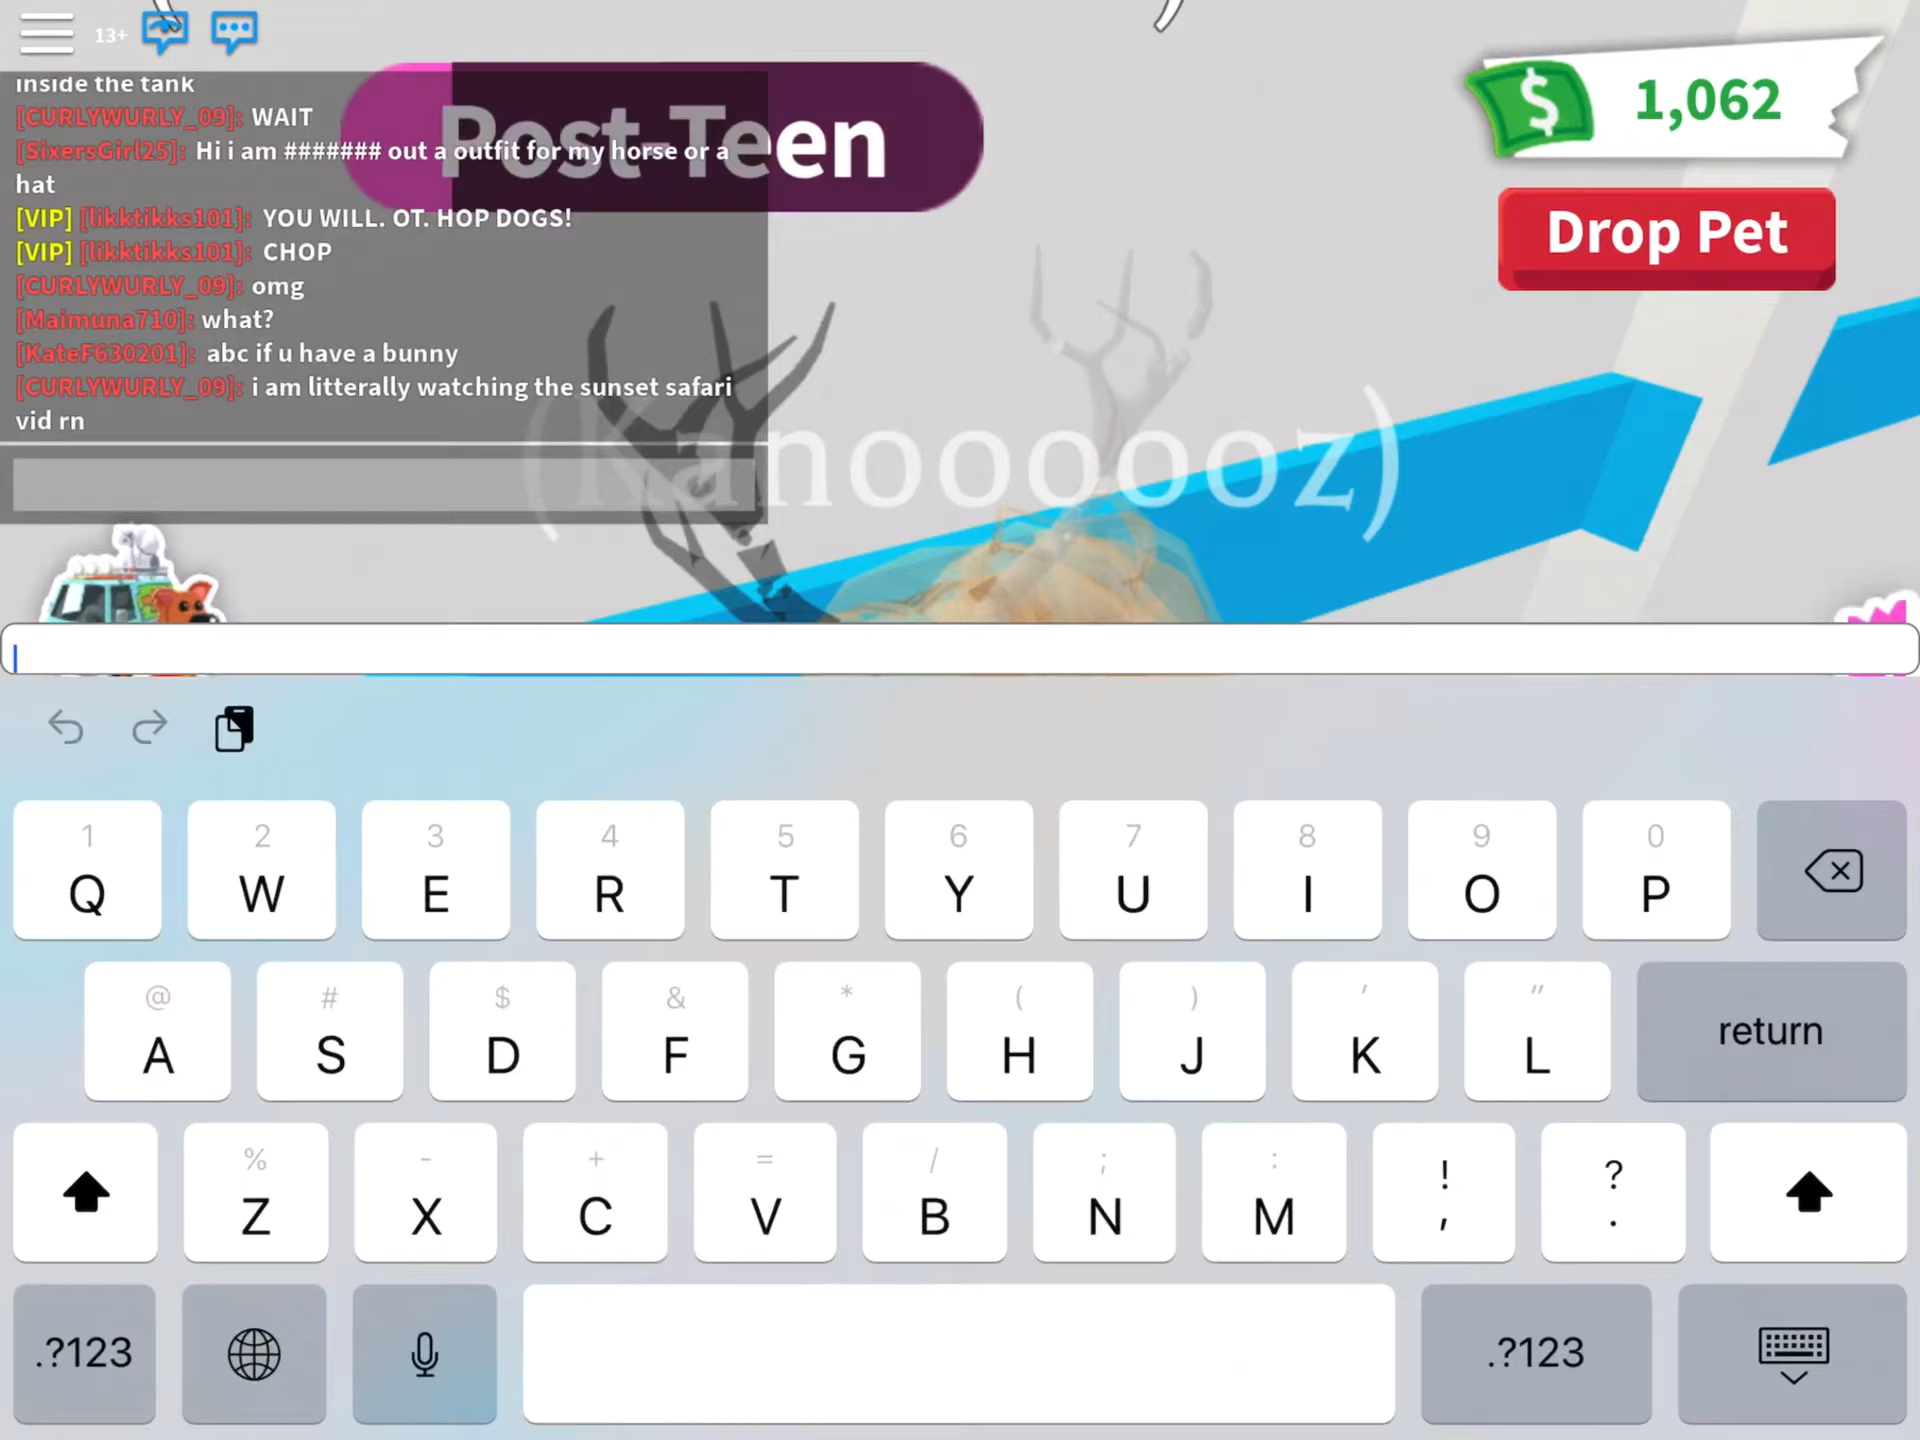 13+
inside the tank
[CURLYWURLY_09]: WAIT
[SixersGirl25]: Hi i am ####### out a outfit for my horse or a
hat
[VIP] [likktikks101]: YOU WILL. OT. HOP DOGS!
[VIP] [likktikks101]: CHOP
[CURLYWURLY_09]: omg
[Maimuna710]: what?
[KateF630201]: abc if u have a bunny
[CURLYWURLY_09]: i am litterally watching the sunset safari
vid rn
Post-Teen
$ 1,062
Drop Pet
(Kanoooooz)
1 2 3 4 5 6 7 8 9 0
Q W E R T Y U I O P
@ # $ & * ( ) ' "
A S D F G H J K L return
% - + = / ; : ! ?
Z X C V B N M , .
.?123 .?123